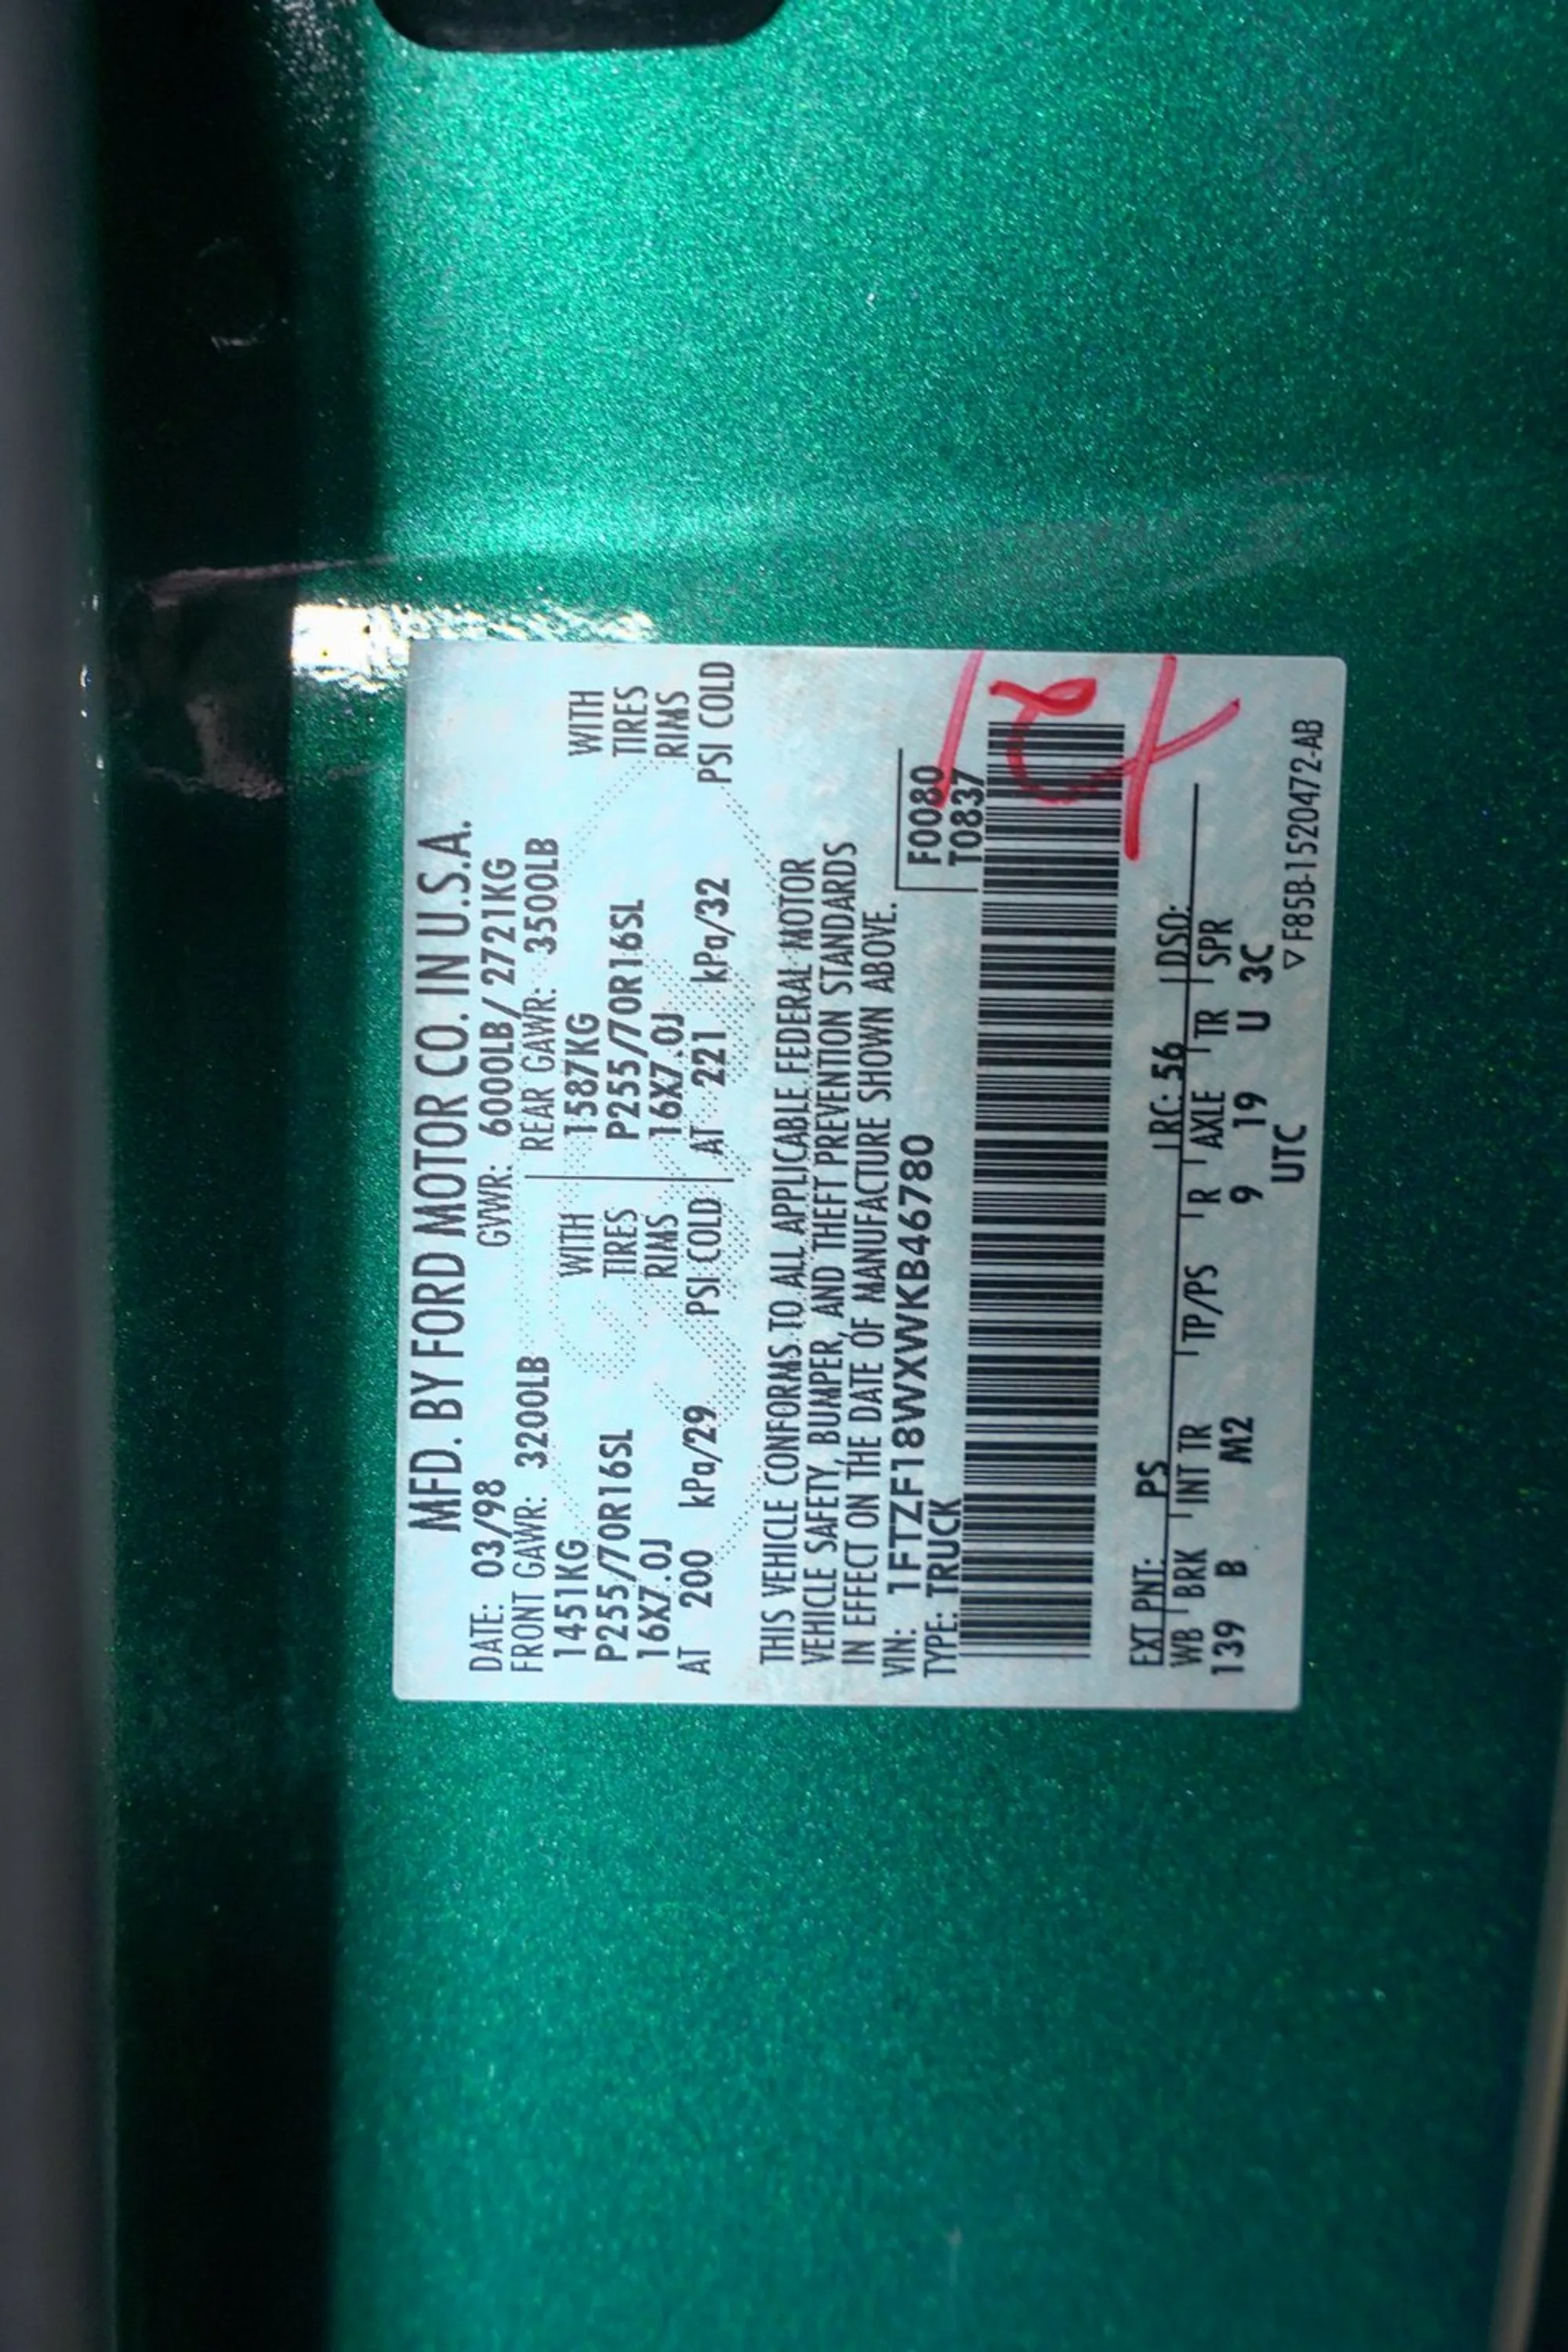 MFD. BY FORD MOTOR CO. IN U.S.A.
DATE: 03/98 GVWR: 6000LB/ 2721KG
FRONT GAWR: 3200LB REAR GAWR: 3500LB
1451KG WITH 1587KG WITH
P255/70R16SL TIRES P255/70R16SL TIRES
16X7.0J RIMS 16X7.0J RIMS
AT 200 kPa/29 PSI COLD AT 221 kPa/32 PSI COLD
THIS VEHICLE CONFORMS TO ALL APPLICABLE FEDERAL MOTOR
VEHICLE SAFETY, BUMPER, AND THEFT PREVENTION STANDARDS
IN EFFECT ON THE DATE OF MANUFACTURE SHOWN ABOVE.
VIN: 1FTZF18WXWKB46780 F0080
TYPE: TRUCK T0837
EXT PNT: PS RC: 56 DSO:
WB BRK INT TR TP/PS R AXLE TR SPR
139 B M2 9 19 U 3C
UTC
▽ F85B-1520472-AB